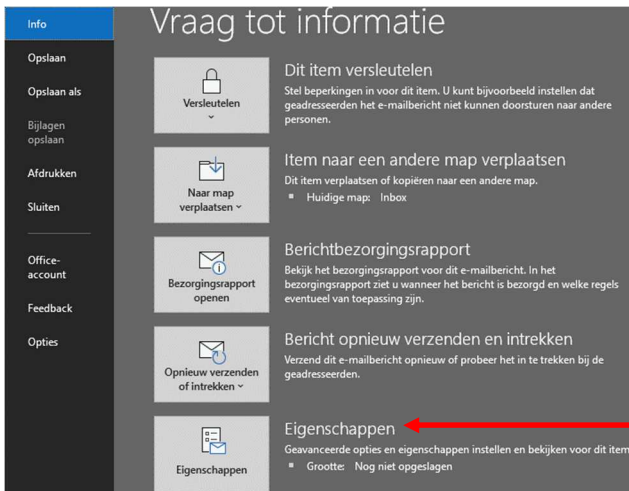 Info
Opslaan
Opslaan als
Bijlagen
opslaan
Afdrukken
Sluiten
Office-
account
Feedback
Opties
Vraag tot informatie
Versleutelen
Dit item versleutelen
Stel beperkingen in voor dit item. U kunt bijvoorbeeld instellen dat
geadresseerden het e-mailbericht niet kunnen doorsturen naar andere
personen.
Naar map
verplaatsen
Item naar een andere map verplaatsen
Dit item verplaatsen of kopiëren naar een andere map.
Huidige map: Inbox
Bezorgingsrapport
openen
Berichtbezorgingsrapport
Bekijk het bezorgingsrapport voor dit e-mailbericht. In het
bezorgingsrapport ziet u wanneer het bericht is bezorgd en welke regels
eventueel van toepassing zijn.
Opnieuw verzenden
of intrekken
Bericht opnieuw verzenden en intrekken
Verzend dit e-mailbericht opnieuw of probeer het in te trekken bij de
geadresseerden.
Eigenschappen
Eigenschappen
Geavanceerde opties en eigenschappen instellen en bekijken voor dit item
Grootte: Nog niet opgeslagen